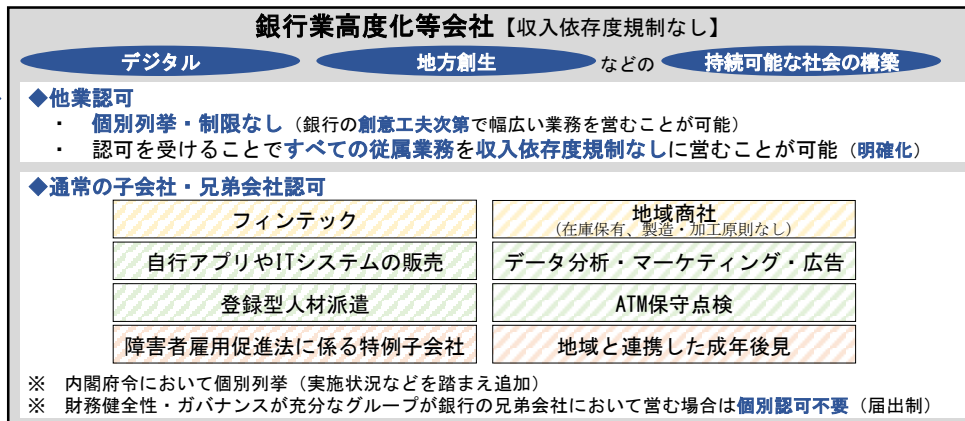 銀行業高度化等会社【収入依存度規制なし】
デジタル 地方創生 などの 持続可能な社会の構築
◆他業認可
・ 個別列挙・制限なし（銀行の創意工夫次第で幅広い業務を営むことが可能）
・ 認可を受けることですべての従属業務を収入依存度規制なしに営むことが可能（明確化）
◆通常の子会社・兄弟会社認可
フィンテック
地域商社
（在庫保有、製造・加工原則なし）
自行アプリやITシステムの販売
データ分析・マーケティング・広告
登録型人材派遣
ATM保守点検
障害者雇用促進法に係る特例子会社
地域と連携した成年後見
※ 内閣府令において個別列挙（実施状況などを踏まえ追加）
※ 財務健全性・ガバナンスが充分なグループが銀行の兄弟会社において営む場合は個別認可不要（届出制）